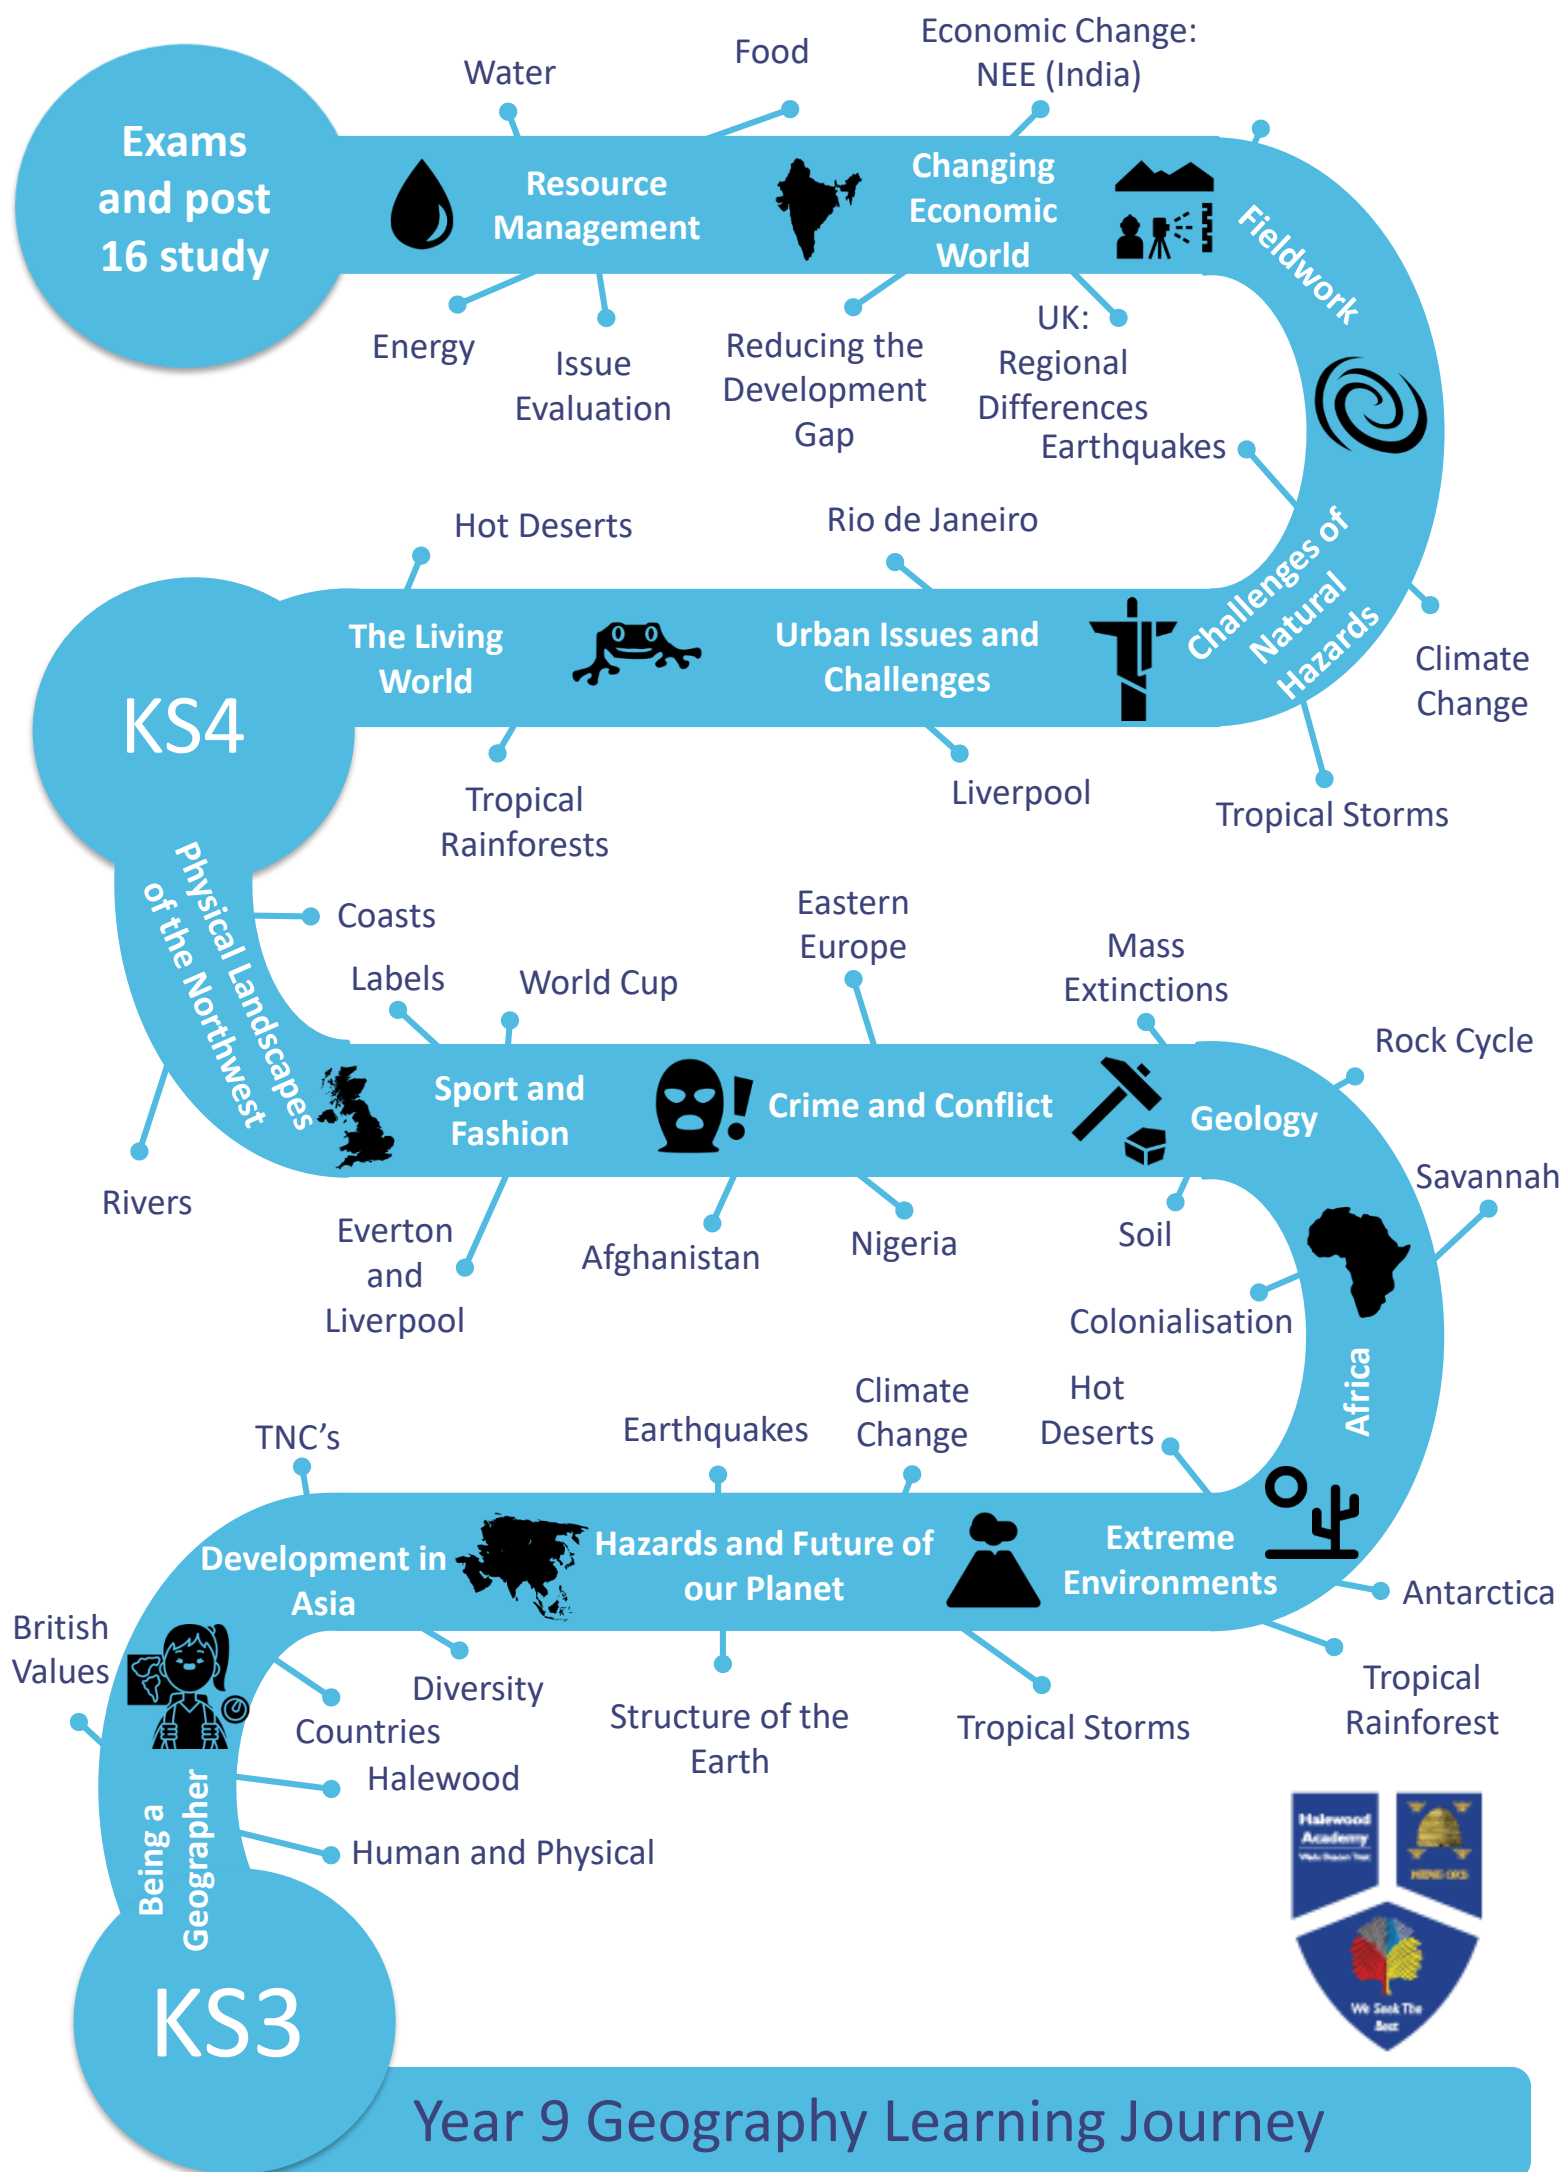 Water
Food
Economic Change:
NEE (India)
Exams
and post
16 study
Resource
Management
Changing
Economic
World
Fieldwork
Energy
Issue
Evaluation
Reducing the
Development
Gap
UK:
Regional
Differences
Earthquakes
Hot Deserts
Rio de Janeiro
Challenges of
Natural
Hazards
Climate
Change
KS4
The Living
World
Urban Issues and
Challenges
Tropical
Rainforests
Liverpool
Tropical Storms
Physical Landscapes
of the Northwest
Coasts
Labels
World Cup
Eastern
Europe
Mass
Extinctions
Rock Cycle
Sport and
Fashion
Crime and Conflict
Geology
Rivers
Everton
and
Liverpool
Afghanistan
Nigeria
Soil
Savannah
Colonialisation
Africa
TNC's
Earthquakes
Climate
Change
Hot
Deserts
Development in
Asia
Hazards and Future of
our Planet
Extreme
Environments
Antarctica
British
Values
Diversity
Countries
Structure of the
Earth
Tropical Storms
Tropical
Rainforest
Halewood
Human and Physical
Being a
Geographer
Halewood
Academy
We Seek The
Best
KS3
Year 9 Geography Learning Journey